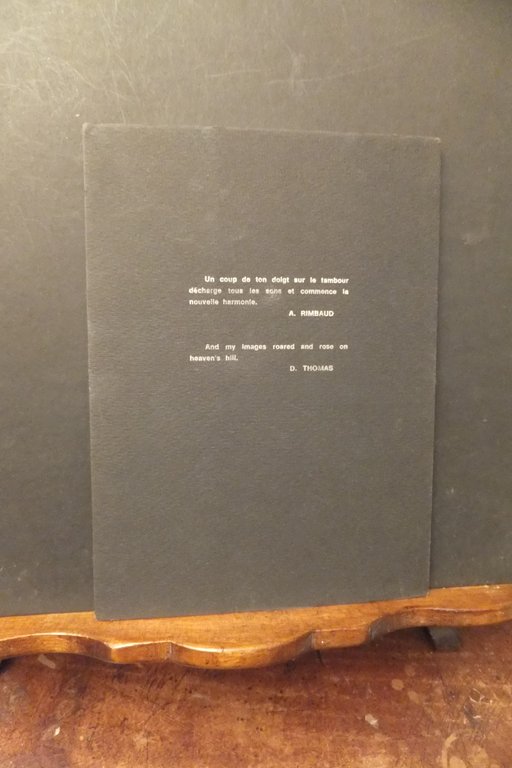 Un coup de ton doigt sur le tambour
décharge tous les sons et commence la
nouvelle harmonie.
A. RIMBAUD
And my images roared and rose on
heaven's hill.
D. THOMAS